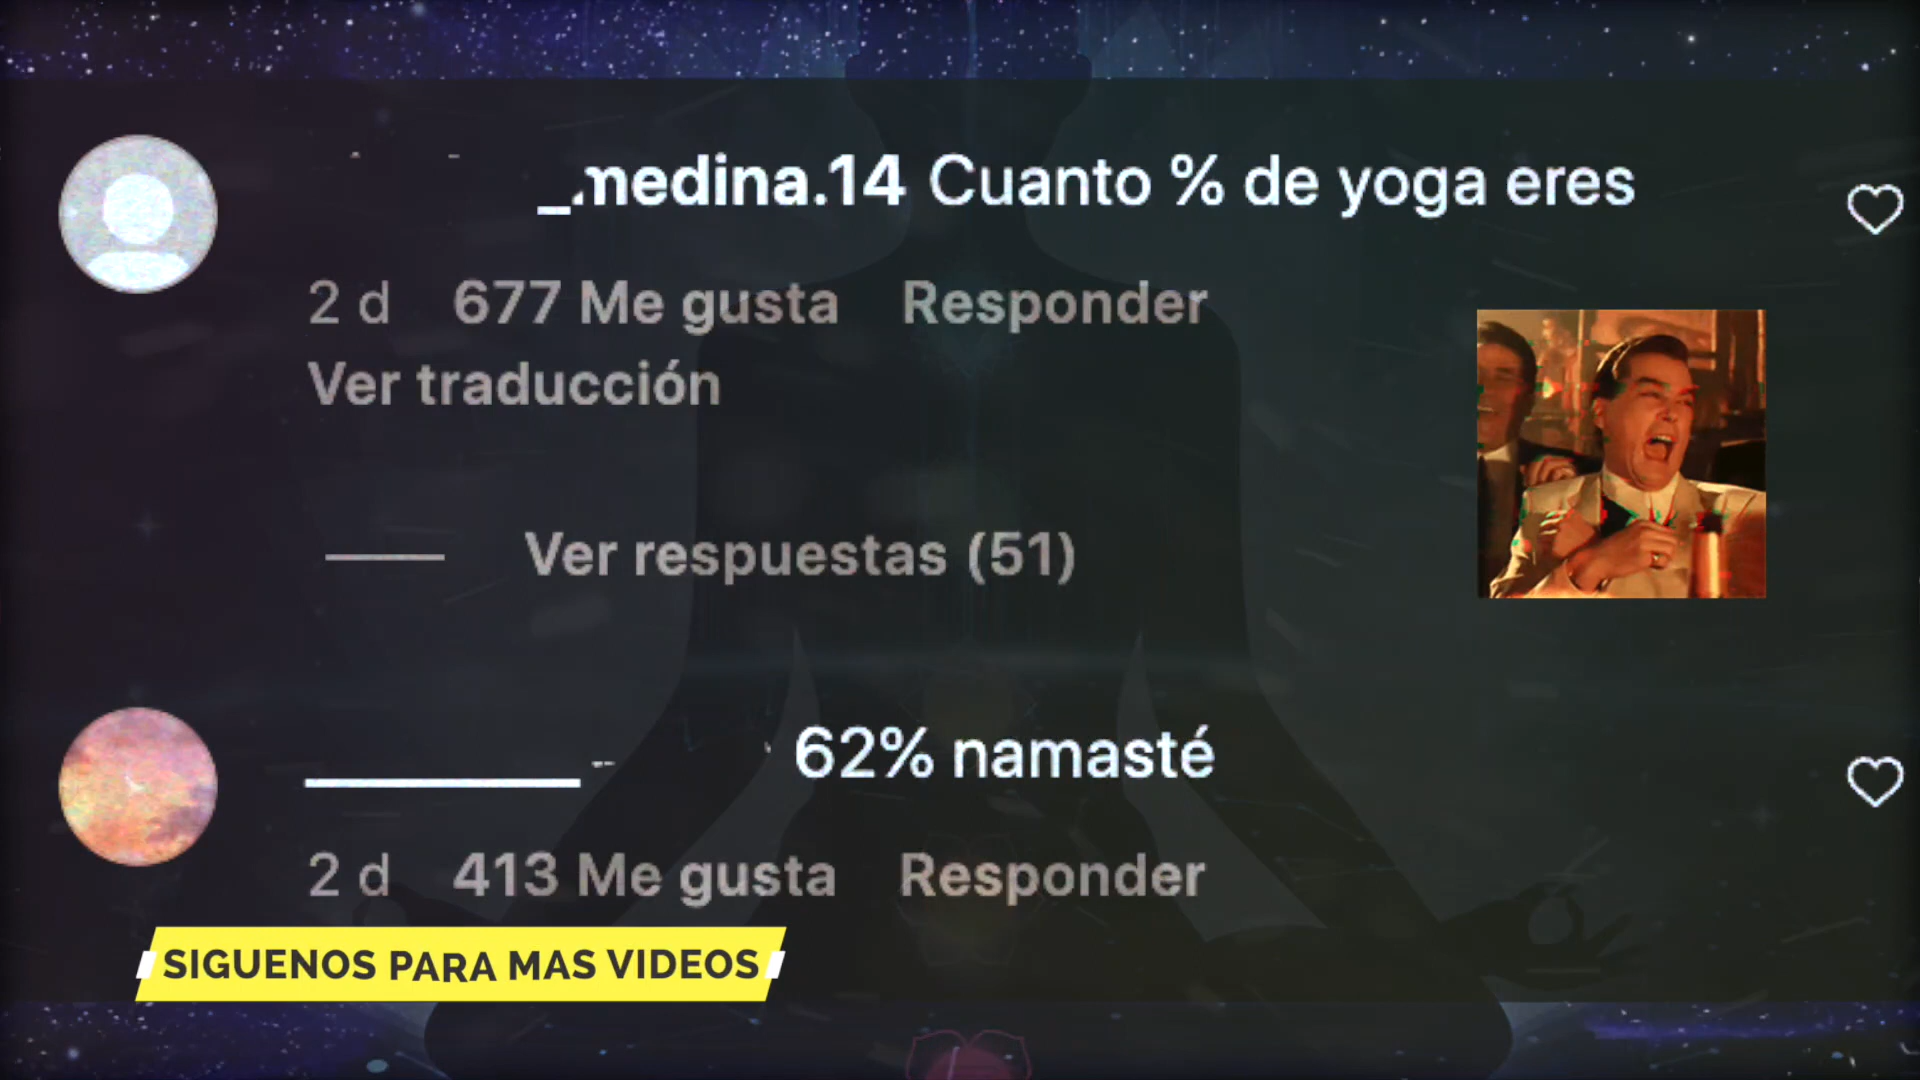 _.medina.14 Cuanto % de yoga eres
2 d 677 Me gusta Responder
Ver traducción
Ver respuestas (51)
62% namasté
2 d 413 Me gusta Responder
SIGUENOS PARA MAS VIDEOS